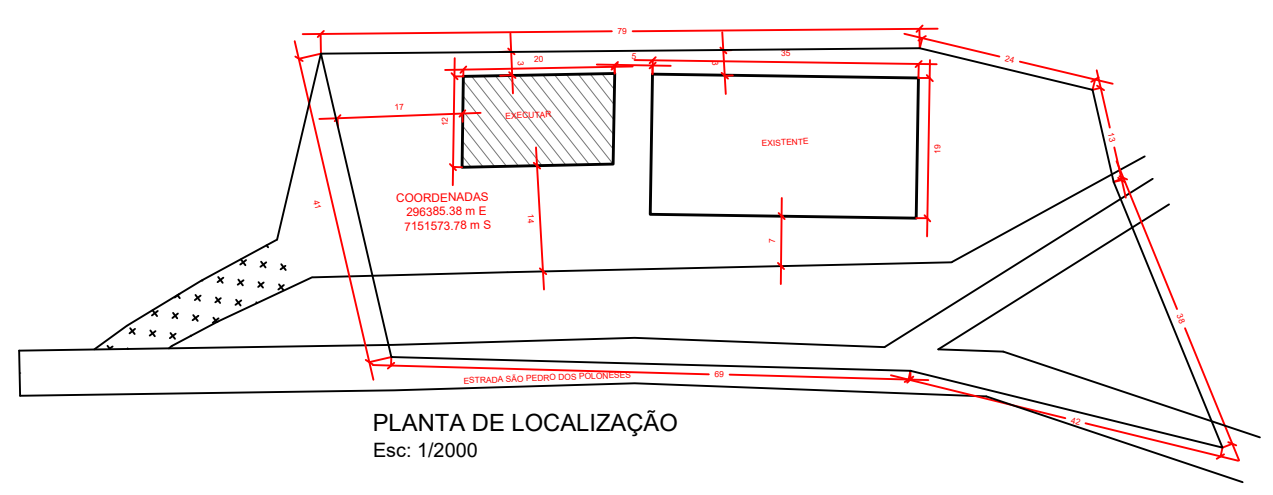 79
20
5
35
24
3
3
17
12
EXECUTAR
EXISTENTE
19
13
COORDENADAS
296385.38 m E
7151573.78 m S
41
14
7
38
ESTRADA SÃO PEDRO DOS POLONESES
69
42
PLANTA DE LOCALIZAÇÃO
Esc: 1/2000